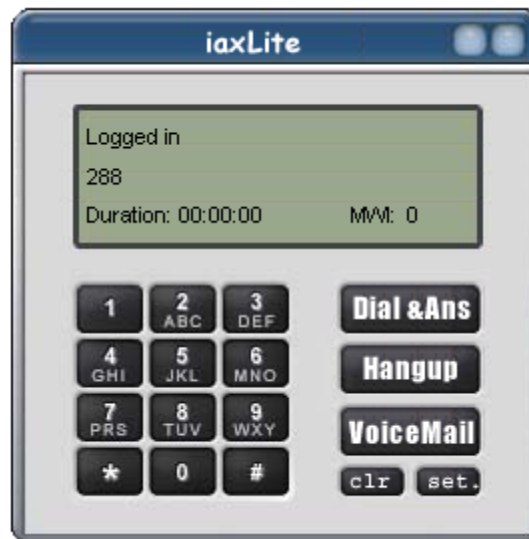 iaxLite
Logged in
288
Duration: 00:00:00 MWI: 0
1 2 ABC 3 DEF
Dial &Ans
4 GHI 5 JKL 6 MNO
Hangup
7 PRS 8 TUV 9 WXY
VoiceMail
* 0 #
clr set.